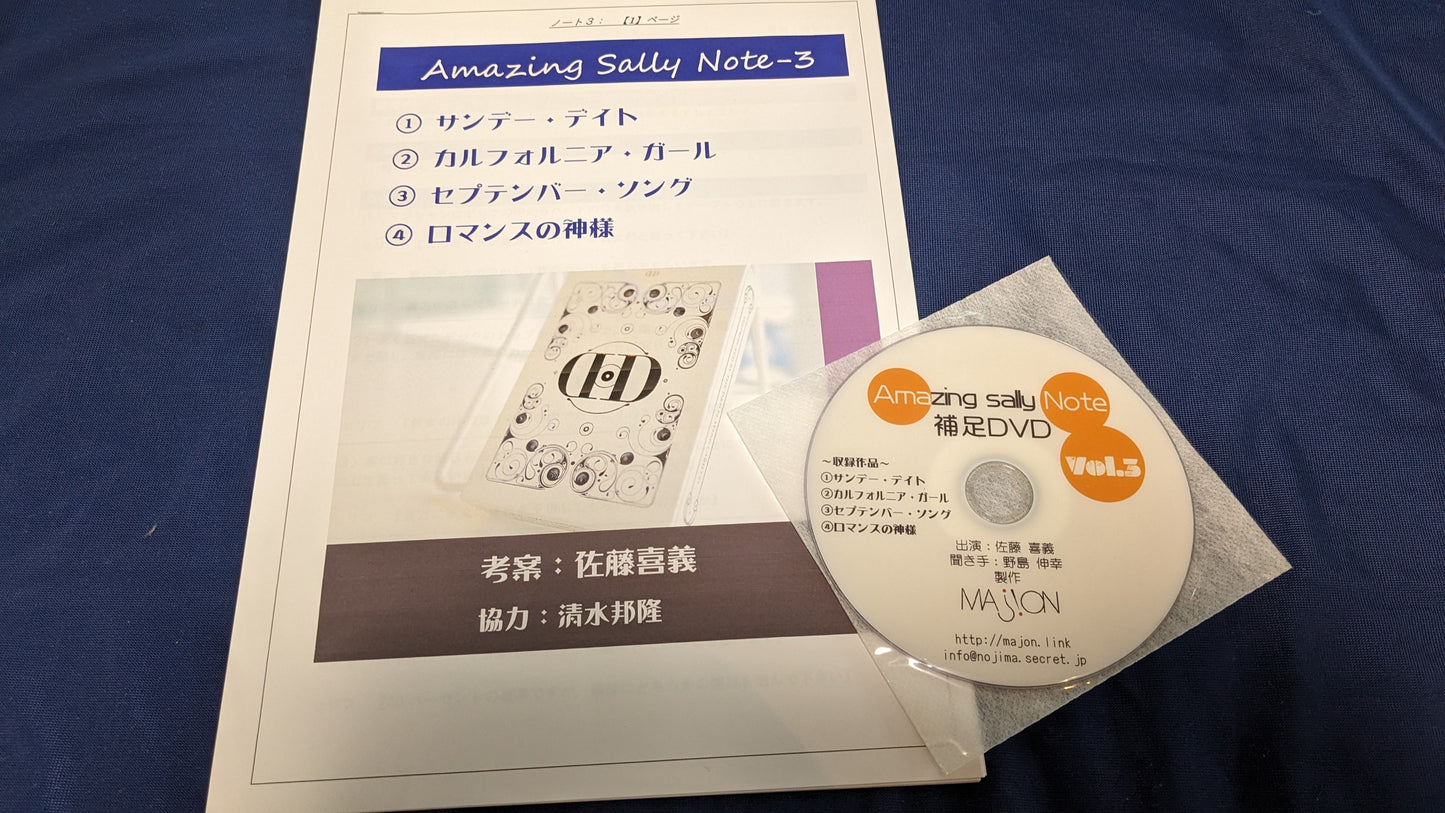 ノート3: 【1】ページ
Amazing Sally Note-3
① サンデー・デイト
② カルフォルニア・ガール
③ セプテンバー・ソング
④ ロマンスの神様
考案：佐藤喜義
協力：清水邦隆
Amazing sally Note
補足DVD
Vol.3
～収録作品～
①サンデー・デイト
②カルフォルニア・ガール
③セプテンバー・ソング
④ロマンスの神様
出演：佐藤 喜義
聞き手：野島 伸幸
製作
MAJION
http://majon.link
info@nojima.secret.jp